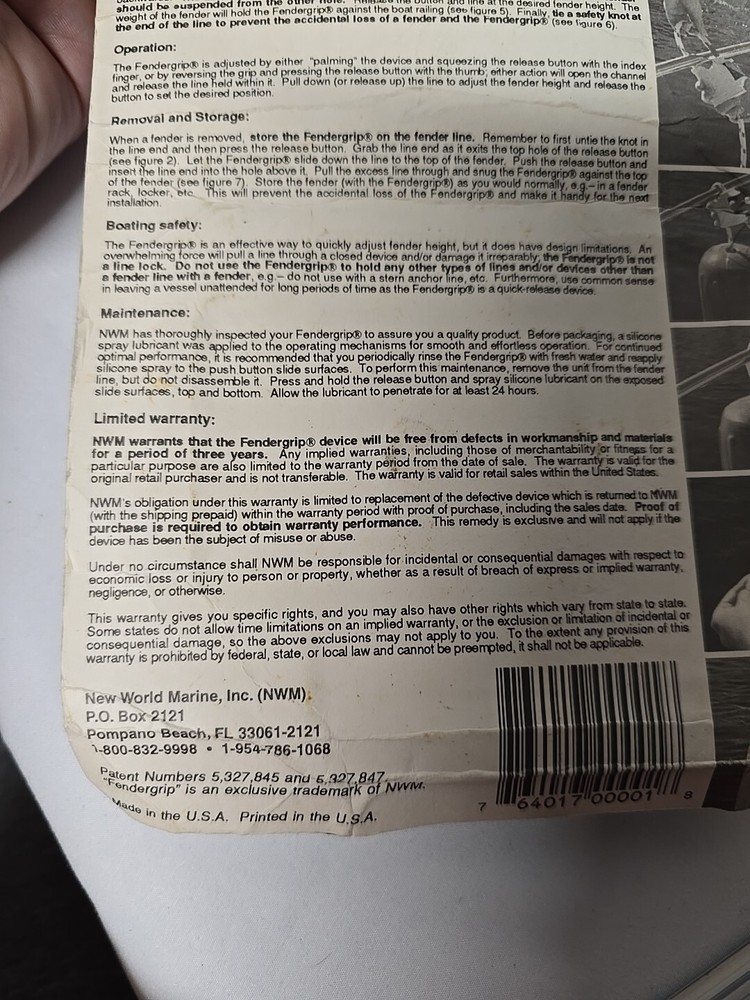 should be suspended from the other hole. Release the button and line at the desired fender height. The
weight of the fender will hold the Fendergrip® against the boat railing (see figure 5). Finally, tie a safety knot at
the end of the line to prevent the accidental loss of a fender and the Fendergrip® (see figure 6).
Operation:
The Fendergrip® is adjusted by either "palming" the device and squeezing the release button with the index
finger, or by reversing the grip and pressing the release button with the thumb; either action will open the channel
and release the line held within it. Pull down (or release up) the line to adjust the fender height and release the
button to set the desired position.
Removal and Storage:
When a fender is removed, store the Fendergrip® on the fender line. Remember to first untie the knot in
the line end and then press the release button. Grab the line end as it exits the top hole of the release button
(see figure 2). Let the Fendergrip® slide down the line to the top of the fender. Push the release button and
insert the line end into the hole above it. Pull the excess line through and snug the Fendergrip® against the top
of the fender (see figure 7). Store the fender (with the Fendergrip®) as you would normally, e.g.– in a fender
rack, locker, etc. This will prevent the accidental loss of the Fendergrip® and make it handy for the next
installation.
Boating safety:
The Fendergrip® is an effective way to quickly adjust fender height, but it does have design limitations. An
overwhelming force will pull a line through a closed device and/or damage it irreparably; the Fendergrip® is not
a line lock. Do not use the Fendergrip® to hold any other types of lines and/or devices other than
a fender line with a fender, e.g.– do not use with a stern anchor line, etc. Furthermore, use common sense
in leaving a vessel unattended for long periods of time as the Fendergrip® is a quick-release device.
Maintenance:
NWM has thoroughly inspected your Fendergrip® to assure you a quality product. Before packaging, a silicone
spray lubricant was applied to the operating mechanisms for smooth and effortless operation. For continued
optimal performance, it is recommended that you periodically rinse the Fendergrip® with fresh water and reapply
silicone spray to the push button slide surfaces. To perform this maintenance, remove the unit from the fender
line, but do not disassemble it. Press and hold the release button and spray silicone lubricant on the exposed
slide surfaces, top and bottom. Allow the lubricant to penetrate for at least 24 hours.
Limited warranty:
NWM warrants that the Fendergrip® device will be free from defects in workmanship and materials
for a period of three years. Any implied warranties, including those of merchantability or fitness for a
particular purpose are also limited to the warranty period from the date of sale. The warranty is valid for the
original retail purchaser and is not transferable. The warranty is valid for retail sales within the United States.
NWM's obligation under this warranty is limited to replacement of the defective device which is returned to NWM
(with the shipping prepaid) within the warranty period with proof of purchase, including the sales date. Proof of
purchase is required to obtain warranty performance. This remedy is exclusive and will not apply if the
device has been the subject of misuse or abuse.
Under no circumstance shall NWM be responsible for incidental or consequential damages with respect to
economic loss or injury to person or property, whether as a result of breach of express or implied warranty,
negligence, or otherwise.
This warranty gives you specific rights, and you may also have other rights which vary from state to state.
Some states do not allow time limitations on an implied warranty, or the exclusion or limitation of incidental or
consequential damage, so the above exclusions may not apply to you. To the extent any provision of this
warranty is prohibited by federal, state, or local law and cannot be preempted, it shall not be applicable.
New World Marine, Inc. (NWM)
P.O. Box 2121
Pompano Beach, FL 33061-2121
1-800-832-9998 • 1-954-786-1068
Patent Numbers 5,327,845 and 5,327,847.
"Fendergrip" is an exclusive trademark of NWM.
Made in the U.S.A. Printed in the U.S.A.
7 64017 00001 8